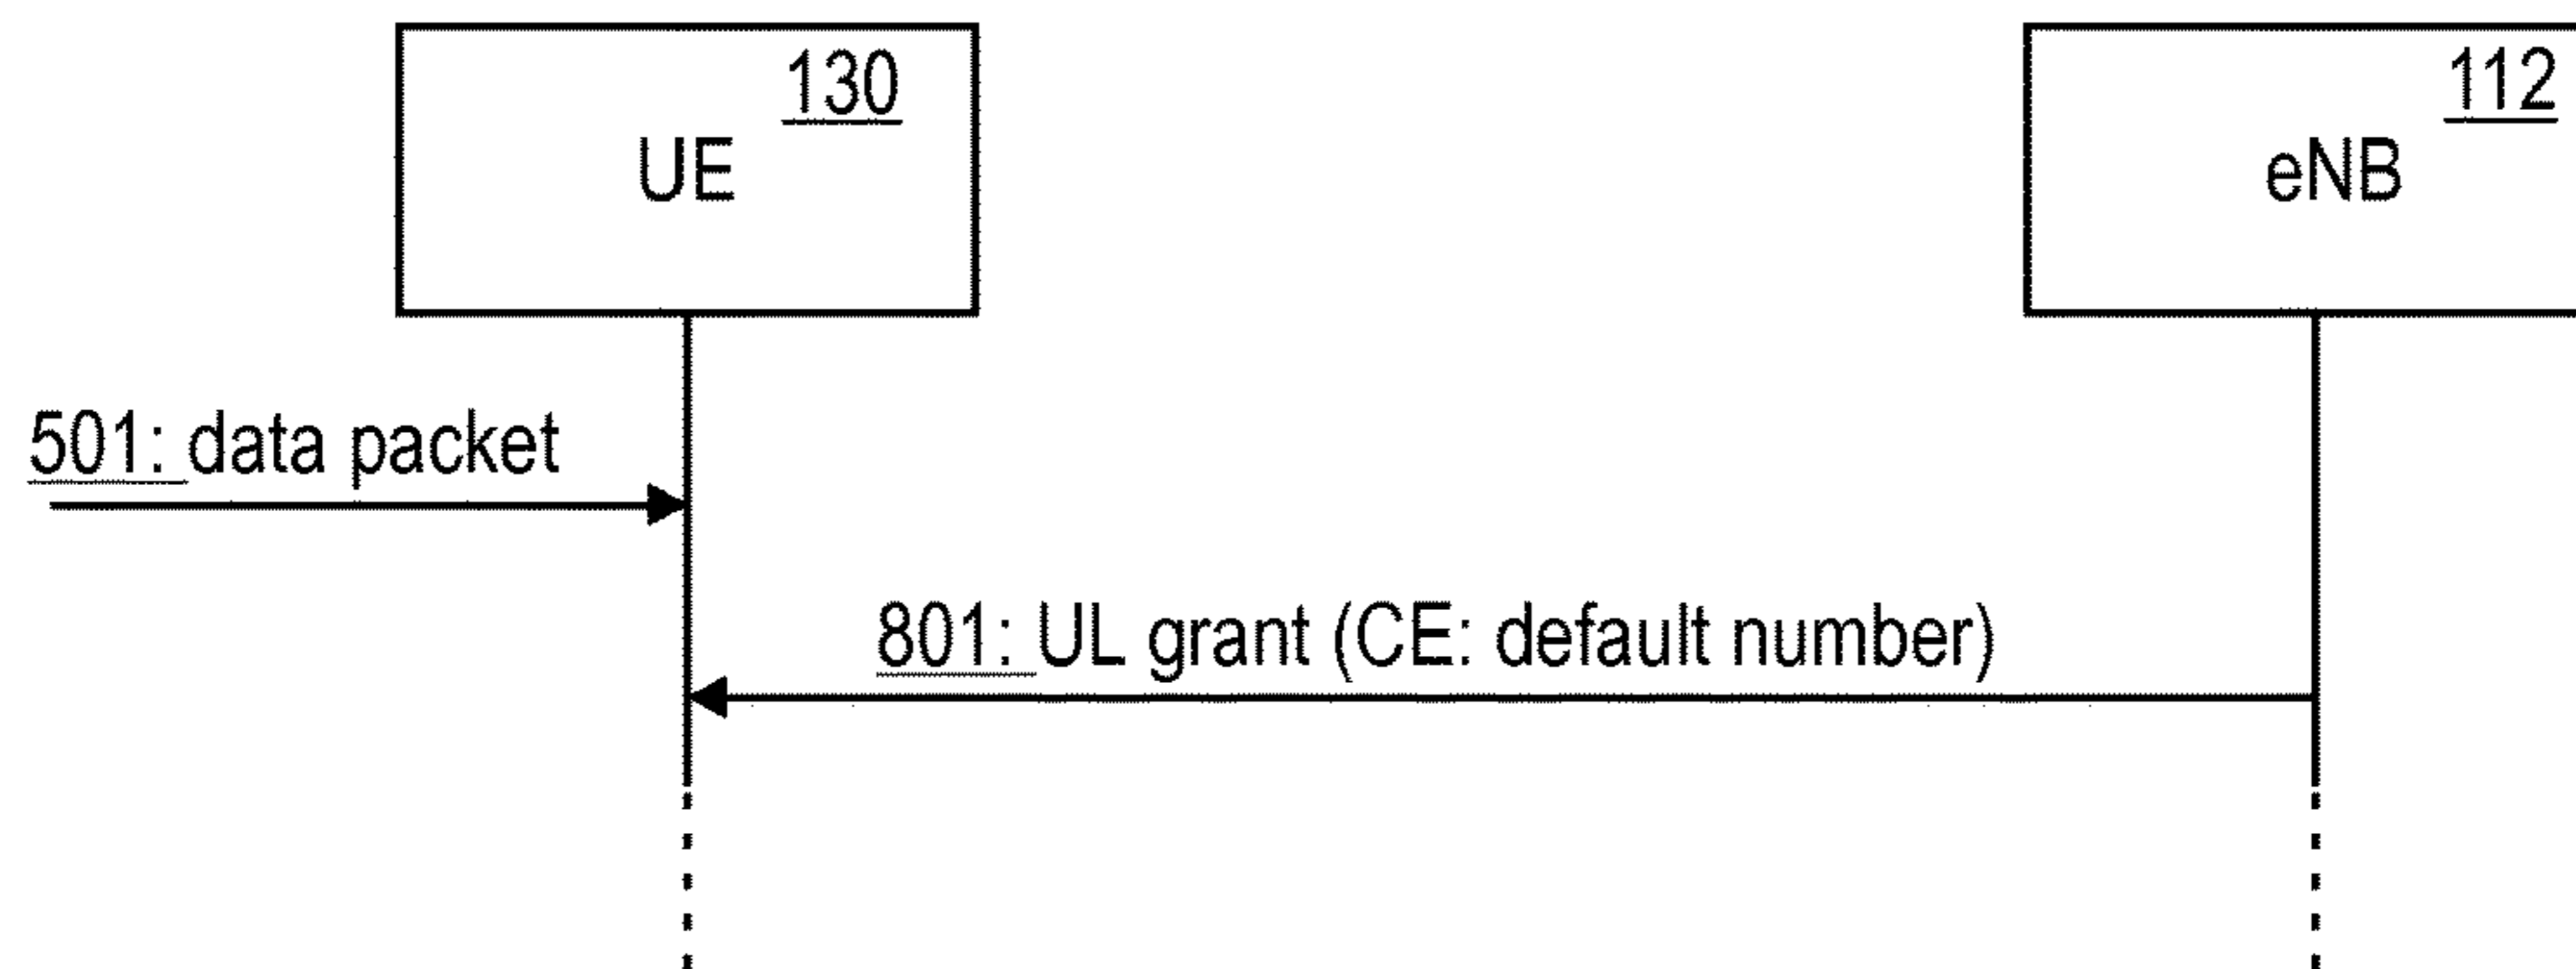 130
UE
112
eNB
501: data packet
801: UL grant (CE: default number)